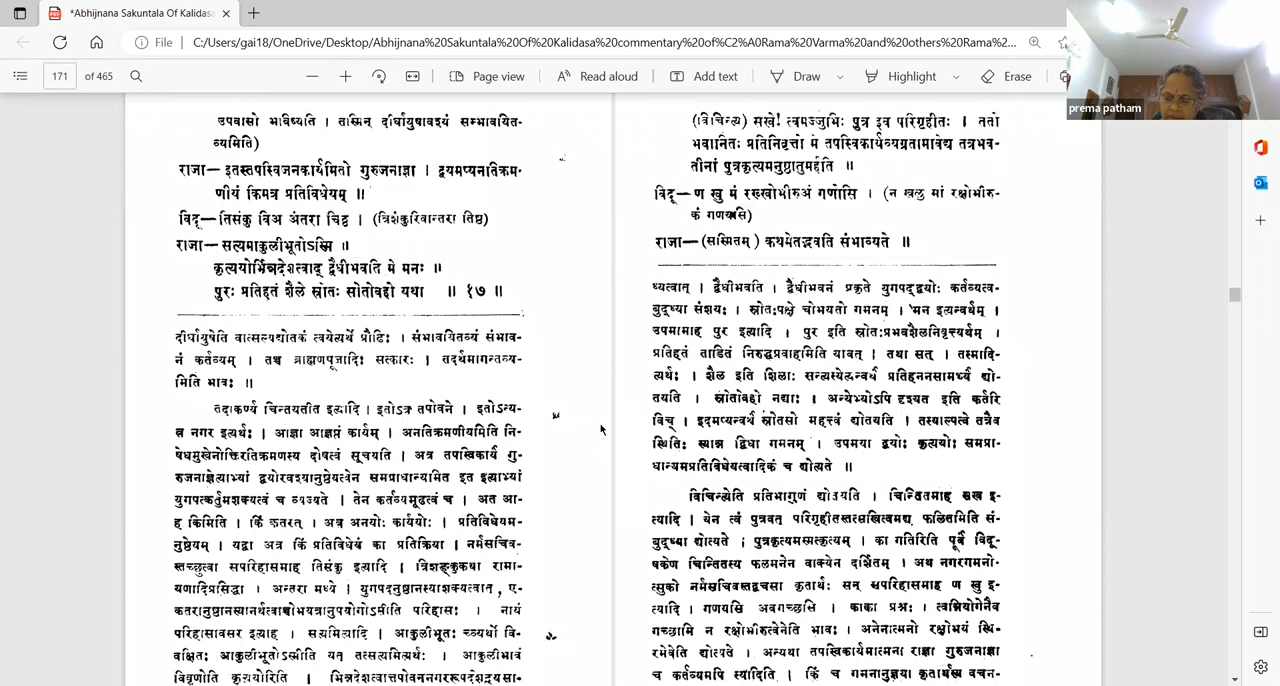 *Abhijnana Sakuntala Of Kalidasa
File
C:/Users/gai18/OneDrive/Desktop/Abhijnana%20Sakuntala%20Of%20Kalidasa%20commentary%20of%C2%A0Rama%20Varma%20and%20others%20Rama%...
171 of 465
Page view
Read aloud
Add text
Draw
Highlight
Erase
prema patham
उपवासो भविष्यति । तस्मिन् दीर्घायुषावश्यं सम्भावयित-
व्यमिति)
राजा—इतस्तपस्विजनकार्यमितो गुरुजनाज्ञा । द्वयमप्यनतिक्रम-
णीयं किमत्र प्रतिविधेयम् ॥
विदू—तिसंकु विअ अंतरा चिट्ठ । (त्रिशंकुरिवान्तरा तिष्ठ)
राजा—सत्यमाकुलीभूतोऽस्मि ॥
कृत्ययोर्भिन्नदेशत्वाद् द्वैधीभवति मे मनः ॥
पुरः प्रतिहतं शैले स्रोतः स्रोतोवहो यथा ॥ १७ ॥
दीर्घायुषेति वात्सल्यद्योतकं त्वयेत्यर्थे प्रौढिः । संभावयितव्यं संभाव-
नं कर्तव्यम् । तच्च ब्राह्मणपूजादिः सत्कारः । तदर्थमागन्तव्य-
मिति भावः ॥
तदाकर्ण्य चिन्तयतीत इत्यादि । इतोऽत्र तपोवने । इतोऽन्य-
त्र नगर इत्यर्थः । आज्ञा आज्ञप्तं कार्यम् । अनतिक्रमणीयमिति नि-
षेधमुखेनोक्तिरतिक्रमणस्य दोषत्वं सूचयति । अत्र तपस्विकार्यं गु-
रुजनाज्ञेत्याभ्यां द्वयोरवश्यानुष्ठेयत्वेन समप्राधान्यमित इत इत्याभ्यां
युगपत्कर्तुमशक्यत्वं च व्यज्यते । तेन कर्तव्यमूढत्वं च । अत आ-
ह किमिति । किं कतरत् । अत्र अनयोः कार्ययोः । प्रतिविधेयम-
नुष्ठेयम् । यद्वा अत्र किं प्रतिविधेयं का प्रतिक्रिया । नर्मसचिव-
स्तच्छ्रुत्वा सपरिहासमाह तिसंकु इत्यादि । त्रिशङ्कुकथा रामा-
यणादिप्रसिद्धा । अन्तरा मध्ये । युगपदनुष्ठानस्याशक्यत्वात्, ए-
कतरानुष्ठानस्यानर्थत्वाच्चोभयत्रानुपयोगोऽसीति परिहासः । नायं
परिहासावसर इत्याह । सत्यमित्यादि । आकुलीभूतः च्व्यर्थो वि-
वक्षितः आकुलीभूतोऽस्मीति यत् तत्सत्यमित्यर्थः । आकुलीभावं
विवृणोति कृत्ययोरिति । भिन्नदेशत्वात्तपोवननगररूपदेशद्वयसा-
(विचिन्त्य) सखे! त्वमज्जुभिः पुत्र इव परिगृहीतः । ततो
भवानितः प्रतिनिवृत्तो मे तपस्विकार्यव्यग्रतामावेद्य तत्रभव-
तीनां पुत्रकृत्यमनुष्ठातुमर्हति ॥
विदू—ण खु मं रख्खोभीरुअं गणेसि । (न खलु मां रक्षोभीरु-
कं गणयसि)
राजा—(सस्मितम्) कथमेतद्भवति संभाव्यते ॥
ध्यत्वात् । द्वैधीभवति । द्वैधीभवनं प्रकृते युगपद्द्वयोः कर्तव्यत्व-
बुद्ध्या संशयः । स्रोतःपक्षे चोभयतो गमनम् । मन इत्यन्वर्थम् ।
उपमामाह पुर इत्यादि । पुर इति स्रोतःप्रभवशैलनिवृत्त्यर्थम् ।
प्रतिहतं ताडितं निरुद्धप्रवाहमिति यावत् । तथा सत् । तस्मादि-
त्यर्थः । शैल इति शिलाः सन्त्यस्येत्यन्वर्थं प्रतिहननसामर्थ्यं द्यो-
तयति । स्रोतोवहो नद्याः । अन्येभ्योऽपि दृश्यत इति कर्तरि
विच् । इदमप्यन्वर्थं स्रोतसो महत्त्वं द्योतयति । तस्याल्पत्वे तत्रैव
स्थितिः स्यान्न द्विधा गमनम् । उपमया द्वयोः कृत्ययोः समप्रा-
धान्यमप्रतिविधेयत्वादिकं च द्योत्यते ॥
विचिन्त्येति प्रतिभागुणं द्योतयति । चिन्तितमाह सख इ-
त्यादि । येन त्वं पुत्रवत् परिगृहीतस्तत्सखित्वमद्य फलितमिति सं-
बुद्ध्या द्योत्यते । पुत्रकृत्यमस्मत्कृत्यम् । का गतिरिति पूर्वं विदू-
षकेण चिन्तितस्य फलमनेन वाक्येन दर्शितम् । अथ नगरगमनो-
त्सुको नर्मसचिवस्तद्वचसा कृतार्थः सन् सपरिहासमाह ण खु इ-
त्यादि । गणयसि अवगच्छसि । काक्वा प्रश्नः । त्वन्नियोगेनैव
गच्छामि न रक्षोभीरुत्वेनेति भावः । अनेनात्मनो रक्षोभयं स्थि-
रमेवेति द्योत्यते । अन्यथा तपस्विकार्यमात्मना राज्ञा गुरुजनाज्ञा
च कर्तव्यमपि स्यादिति । किं च गमनानुज्ञया कृतार्थस्य वचन-